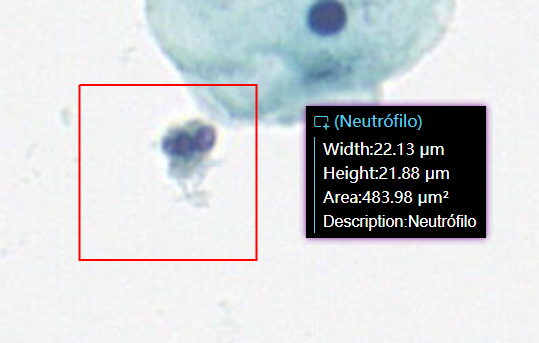 (Neutrófilo)
Width:22.13 μm
Height:21.88 μm
Area:483.98 μm²
Description:Neutrófilo